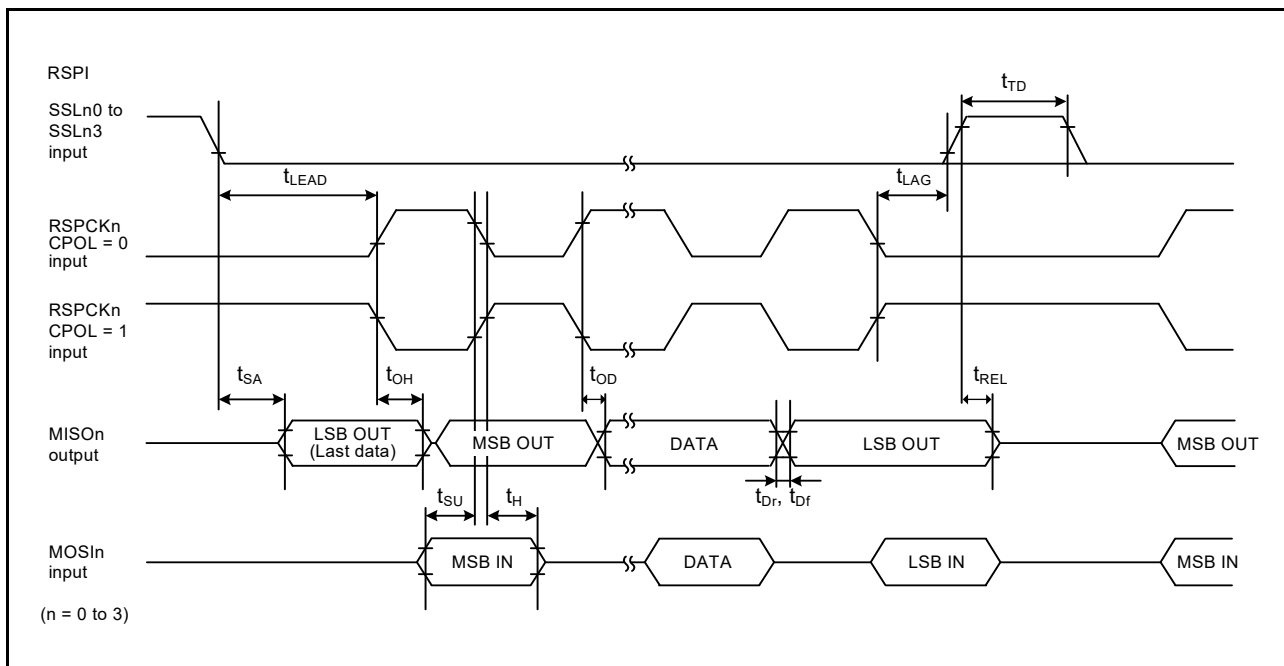 RSPI
SSLn0 to
SSLn3
input
tTD
tLEAD
tLAG
RSPCKn
CPOL = 0
input
RSPCKn
CPOL = 1
input
tSA
tOH
tOD
tREL
MISOn
output
LSB OUT
(Last data)
MSB OUT
DATA
LSB OUT
MSB OUT
tSU
tH
tDr, tDf
MOSIn
input
MSB IN
DATA
LSB IN
MSB IN
(n = 0 to 3)